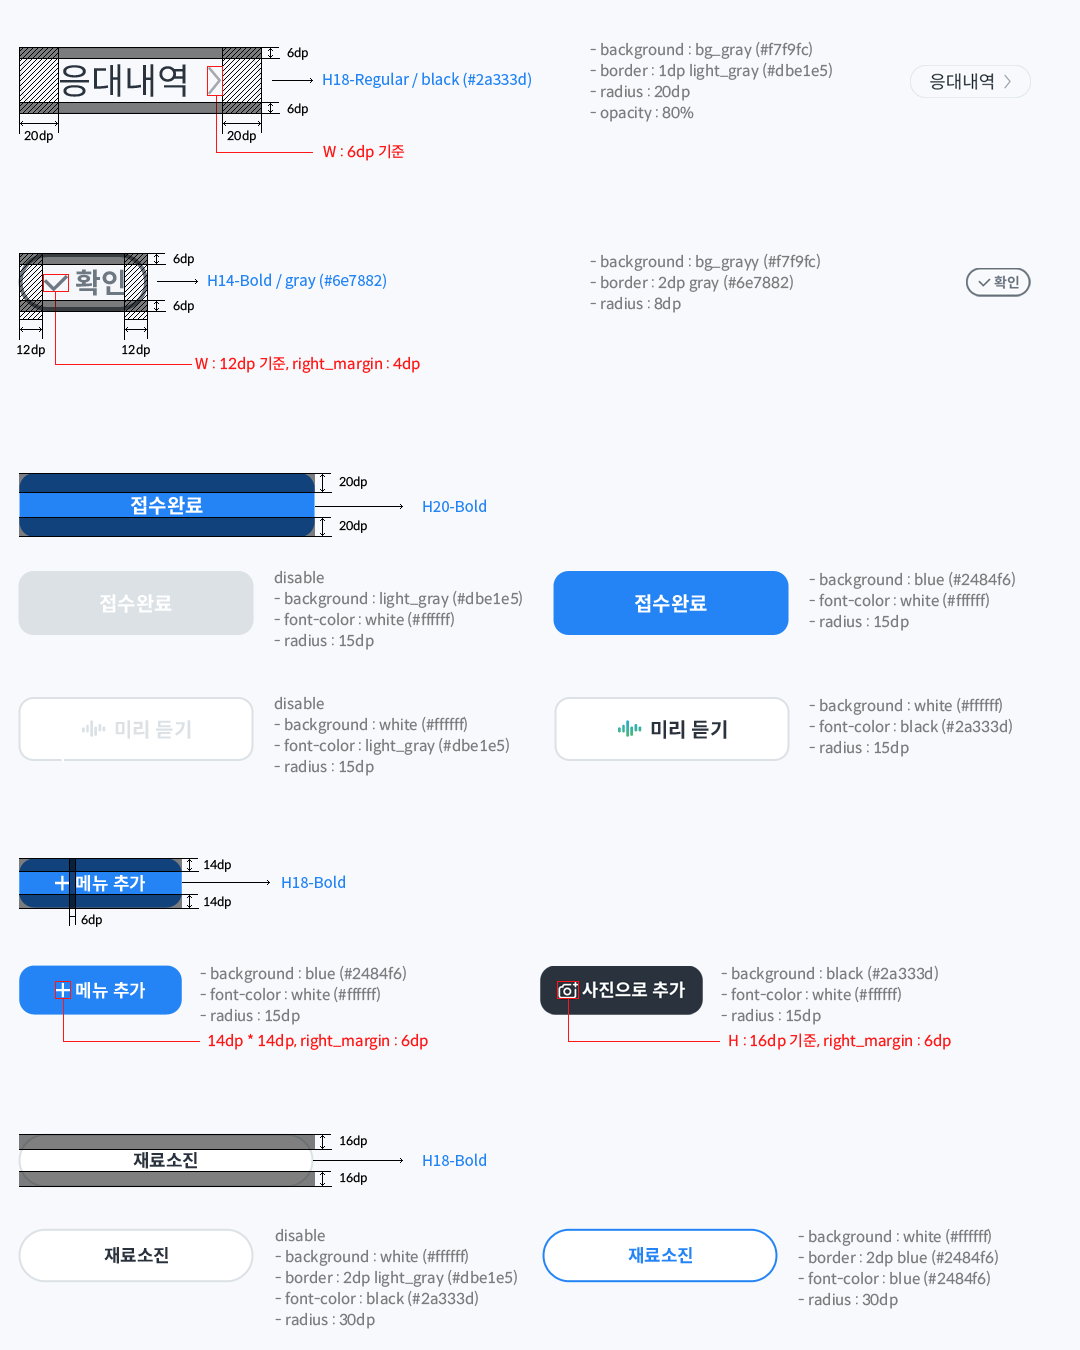 응대내역
6dp
6dp
20dp
20dp
H18-Regular / black (#2a333d)
W : 6dp 기준
- background : bg_gray (#f7f9fc)
- border : 1dp light_gray (#dbe1e5)
- radius : 20dp
- opacity : 80%
응대내역
확인
6dp
6dp
12dp
12dp
H14-Bold / gray (#6e7882)
W : 12dp 기준, right_margin : 4dp
- background : bg_grayy (#f7f9fc)
- border : 2dp gray (#6e7882)
- radius : 8dp
확인
접수완료
20dp
20dp
H20-Bold
접수완료
disable
- background : light_gray (#dbe1e5)
- font-color : white (#ffffff)
- radius : 15dp
접수완료
- background : blue (#2484f6)
- font-color : white (#ffffff)
- radius : 15dp
미리 듣기
disable
- background : white (#ffffff)
- font-color : light_gray (#dbe1e5)
- radius : 15dp
미리 듣기
- background : white (#ffffff)
- font-color : black (#2a333d)
- radius : 15dp
메뉴 추가
14dp
14dp
6dp
H18-Bold
메뉴 추가
- background : blue (#2484f6)
- font-color : white (#ffffff)
- radius : 15dp
14dp * 14dp, right_margin : 6dp
사진으로 추가
- background : black (#2a333d)
- font-color : white (#ffffff)
- radius : 15dp
H : 16dp 기준, right_margin : 6dp
재료소진
16dp
16dp
H18-Bold
재료소진
disable
- background : white (#ffffff)
- border : 2dp light_gray (#dbe1e5)
- font-color : black (#2a333d)
- radius : 30dp
재료소진
- background : white (#ffffff)
- border : 2dp blue (#2484f6)
- font-color : blue (#2484f6)
- radius : 30dp